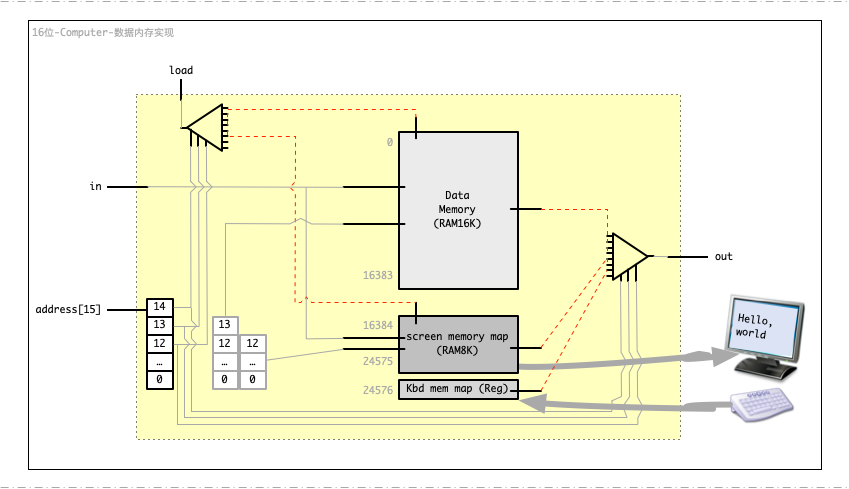 16位-Computer-数据内存实现
load
0
in
Data
Memory
(RAM16K)
out
16383
address[15]
14
13
12
…
0
13
12
…
0
12
…
0
16384
screen memory map
(RAM8K)
24575
24576
Kbd mem map (Reg)
Hello,
world